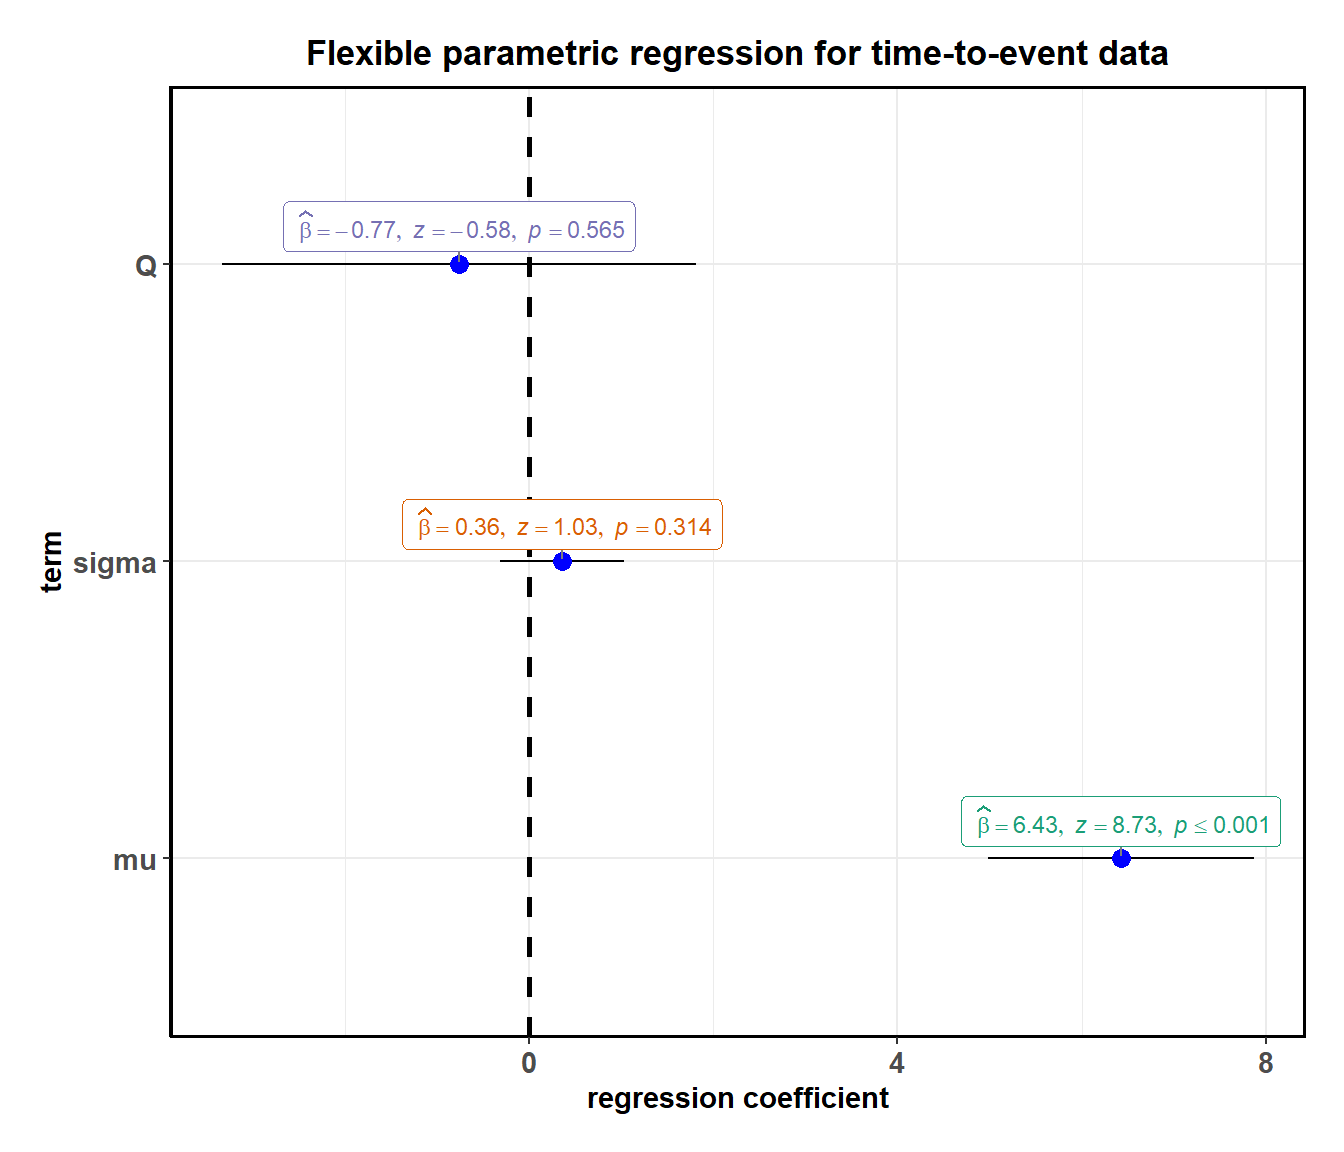 Flexible parametric regression for time-to-event data
β̂ = −0.77, z = −0.58, p = 0.565
Q
β̂ = 0.36, z = 1.03, p = 0.314
term
sigma
β̂ = 6.43, z = 8.73, p ≤ 0.001
mu
0 4 8
regression coefficient